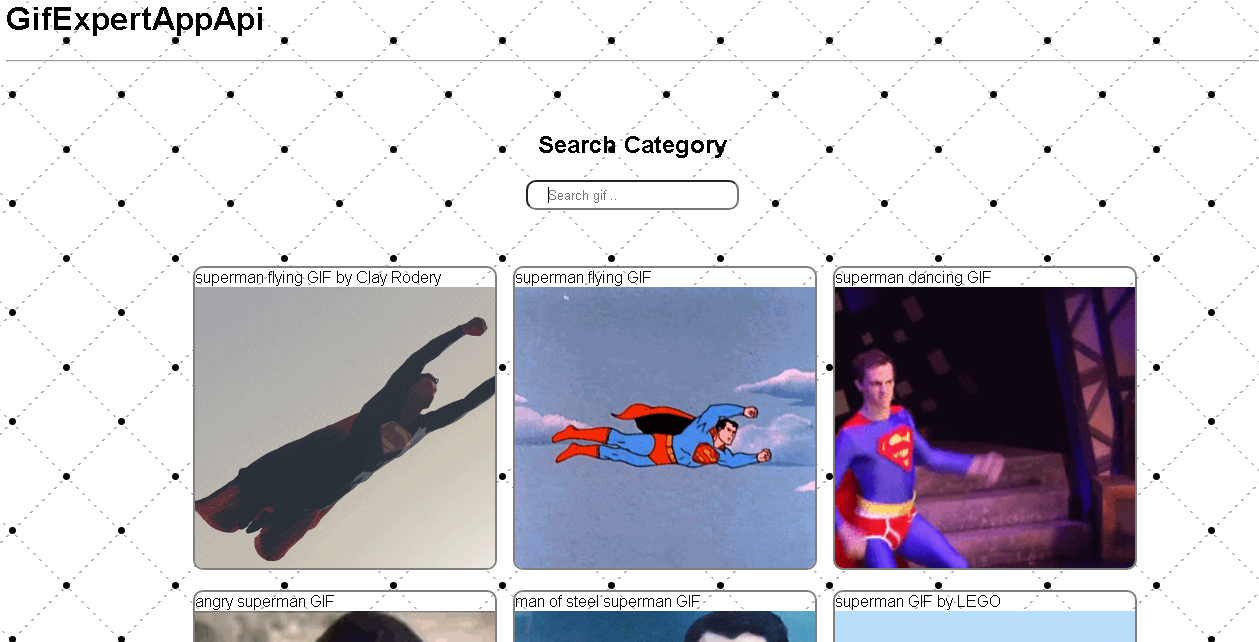 GifExpertAppApi
Search Category
Search gif ..
superman flying GIF by Clay Rodery
superman flying GIF
superman dancing GIF
angry superman GIF
man of steel superman GIF
superman GIF by LEGO